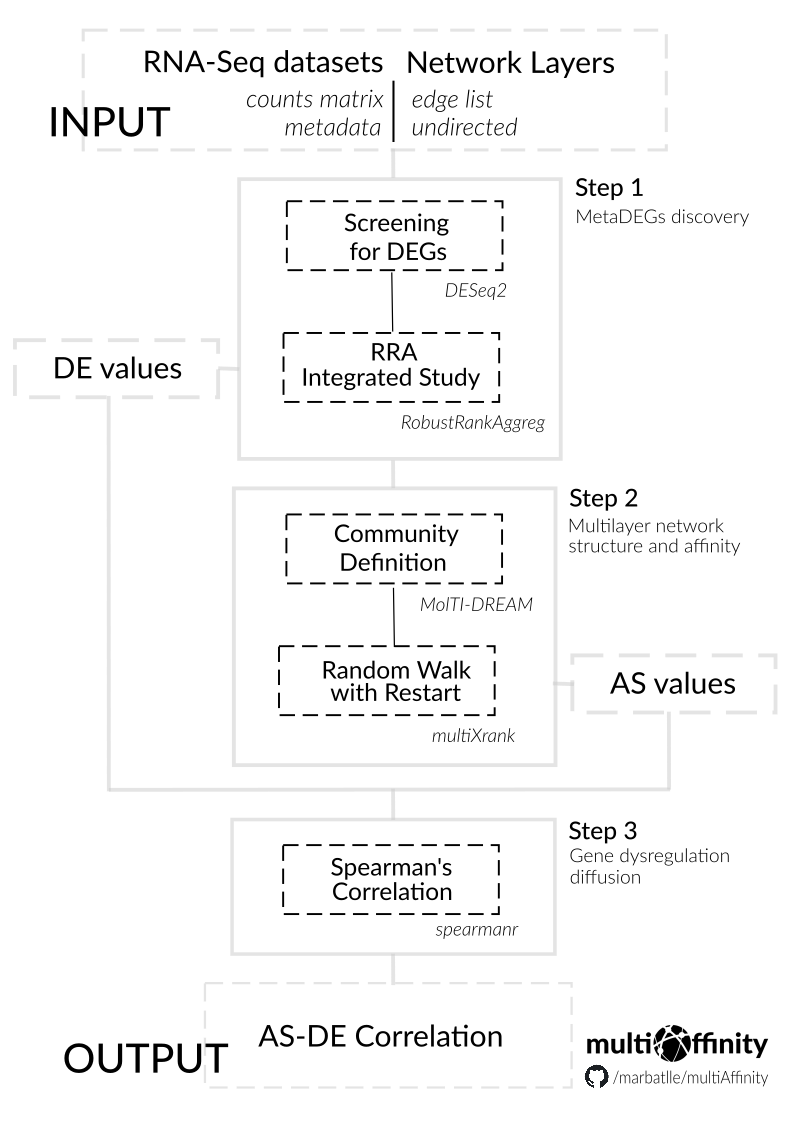 RNA-Seq datasets
Network Layers
INPUT
counts matrix
metadata
edge list
undirected
Step 1
MetaDEGs discovery
Screening
for DEGs
DESeq2
RRA
Integrated Study
RobustRankAggreg
DE values
Step 2
Multilayer network
structure and affinity
Community
Definition
MolTI-DREAM
Random Walk
with Restart
multiXrank
AS values
Step 3
Gene dysregulation
diffusion
Spearman's
Correlation
spearmanr
OUTPUT
AS-DE Correlation
multiAffinity
/marbatlle/multiAffinity